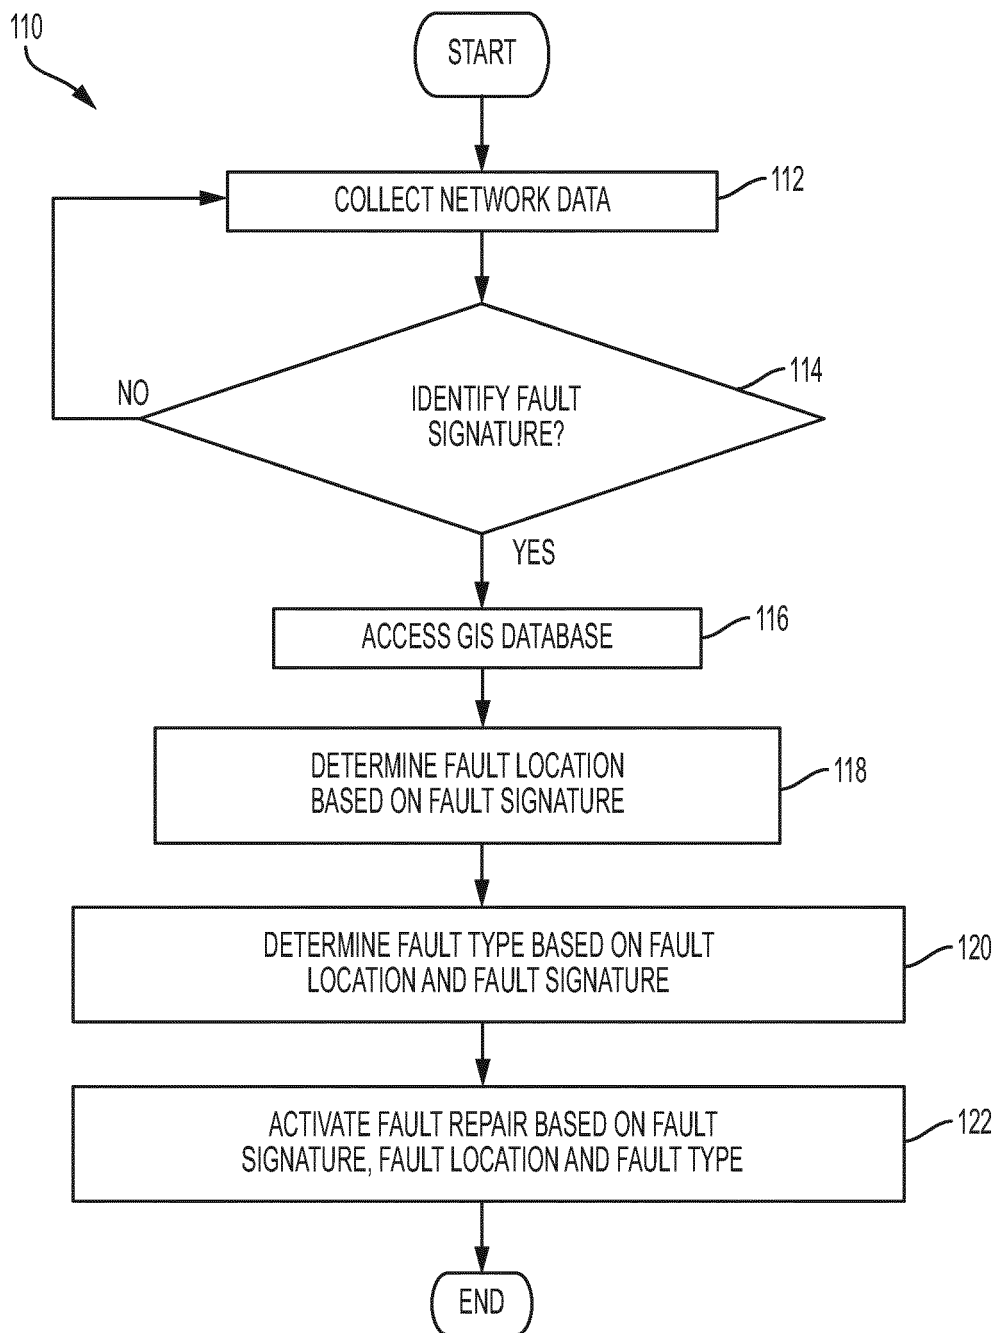 110
START
COLLECT NETWORK DATA
112
IDENTIFY FAULT
SIGNATURE?
114
NO
YES
ACCESS GIS DATABASE
116
DETERMINE FAULT LOCATION
BASED ON FAULT SIGNATURE
118
DETERMINE FAULT TYPE BASED ON FAULT
LOCATION AND FAULT SIGNATURE
120
ACTIVATE FAULT REPAIR BASED ON FAULT
SIGNATURE, FAULT LOCATION AND FAULT TYPE
122
END